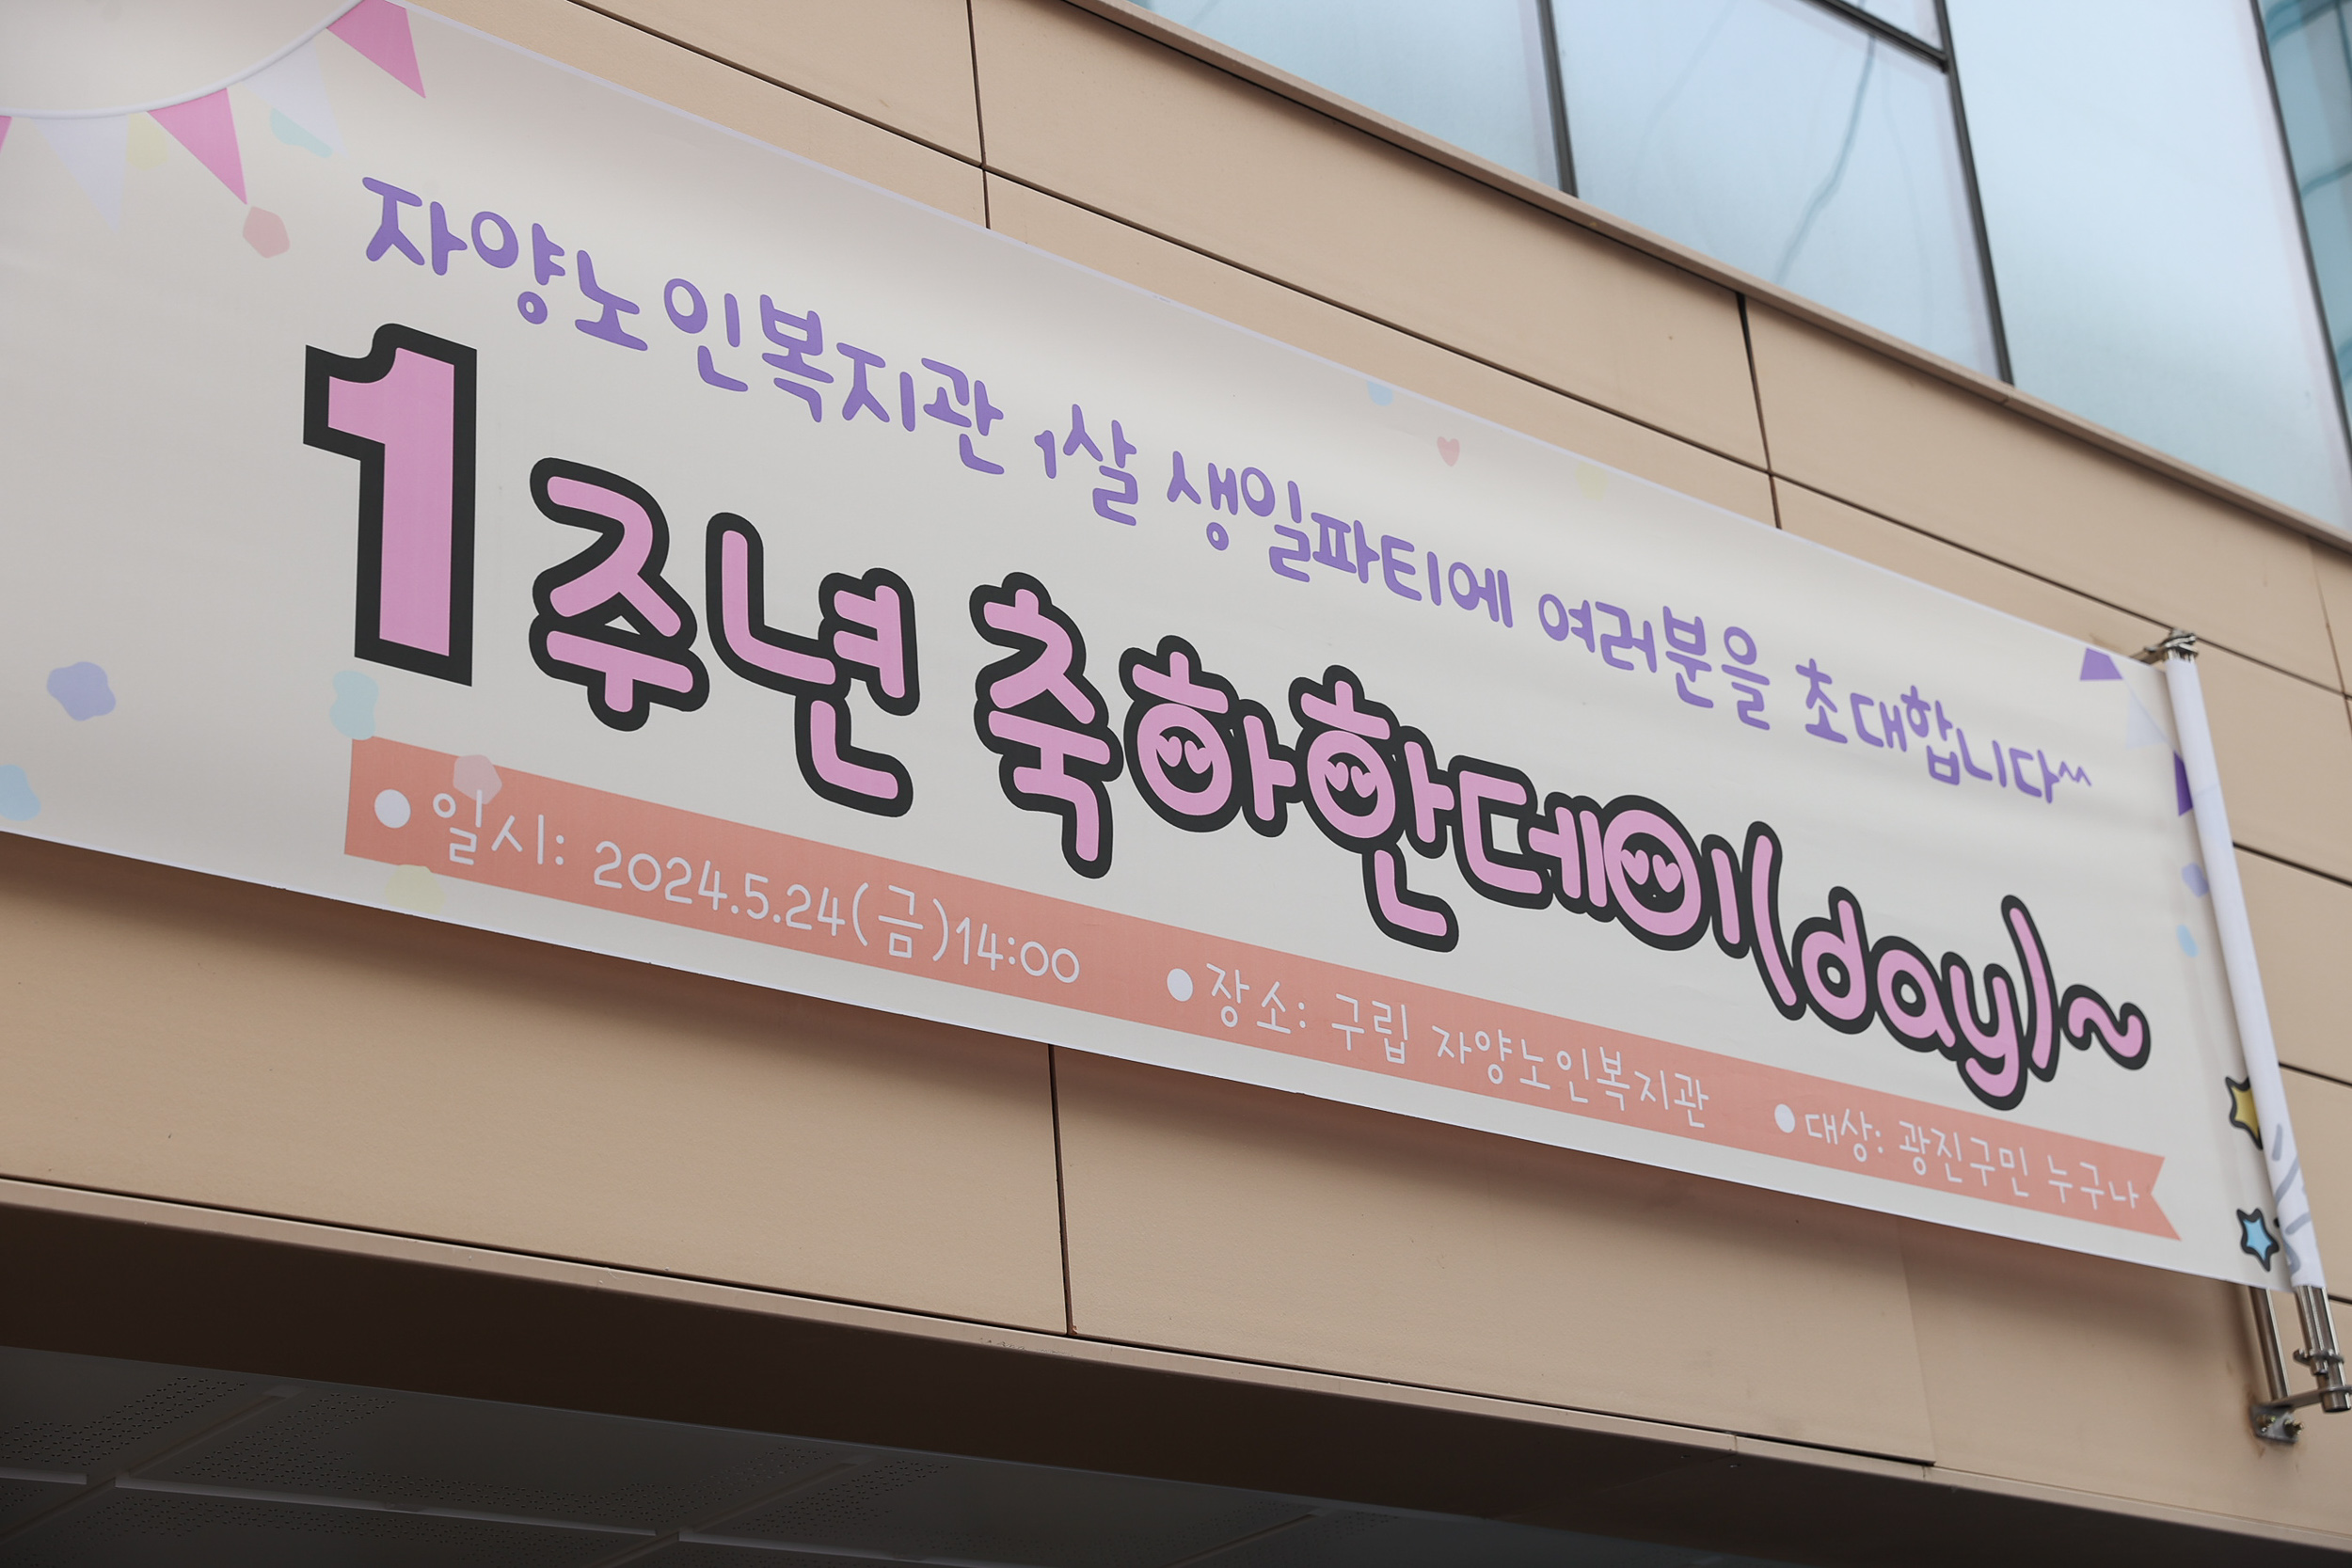 자양노인복지관 1살 생일파티에 여러분을 초대합니다^^
1주년 축하한데이(day)~
● 일시: 2024.5.24(금)14:00 ● 장소: 구립 자양노인복지관 ● 대상: 광진구민 누구나